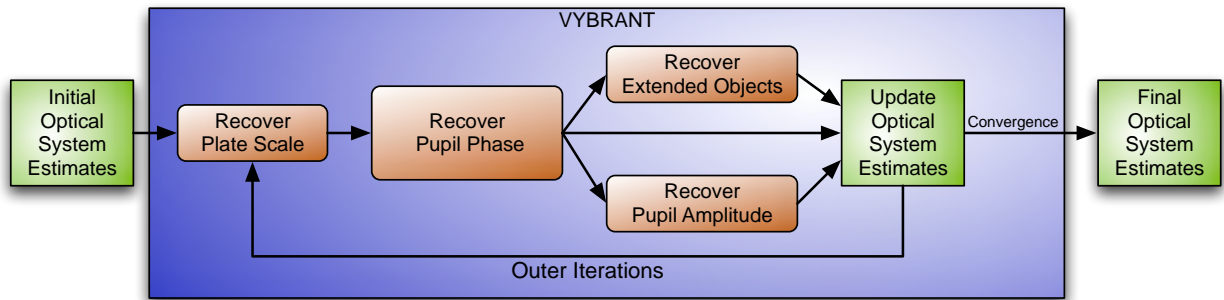 VYBRANT
Initial
Optical
System
Estimates
Recover
Plate Scale
Recover
Pupil Phase
Recover
Extended Objects
Recover
Pupil Amplitude
Update
Optical
System
Estimates
Convergence
Final
Optical
System
Estimates
Outer Iterations